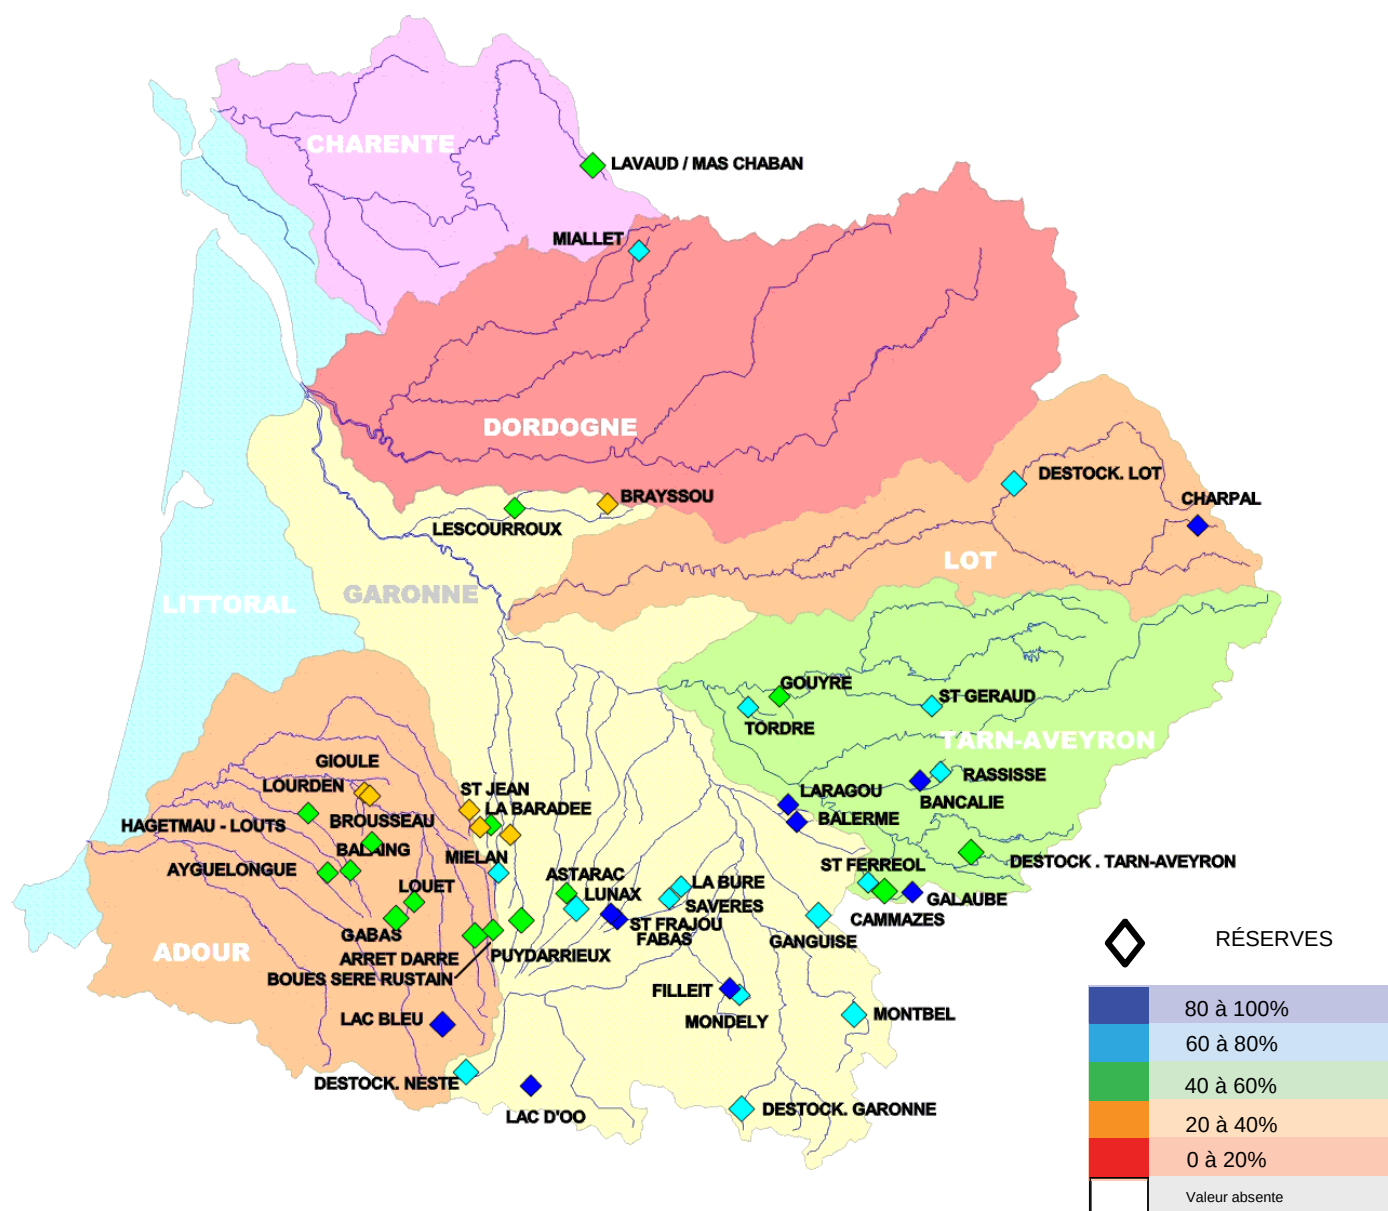 CHARENTE
LAVAUD / MAS CHABAN
MIALLET
DORDOGNE
DESTOCK. LOT
BRAYSSOU
CHARPAL
LESCOURROUX
LOT
GARONNE
LITTORAL
GOUYRE
ST GERAUD
TORDRE
TARN-AVEYRON
GIOULE
RASSISSE
LOURDEN
ST JEAN
LARAGOU
BANCALIE
LA BARADEE
BROUSSEAU
BALERME
HAGETMAU - LOUTS
BALAING
MIELAN
ST FERREOL
DESTOCK . TARN-AVEYRON
AYGUELONGUE
ASTARAC
LOUET
LUNAX
LA BURE
SAVERES
GALAUBE
CAMMAZES
ST FRAJOU
GABAS
FABAS
GANGUISE
RÉSERVES
ADOUR
ARRET DARRE
PUYDARRIEUX
BOUES SERE RUSTAIN
FILLEIT
80 à 100%
LAC BLEU
MONDELY
MONTBEL
60 à 80%
DESTOCK. NESTE
40 à 60%
LAC D'OO
DESTOCK. GARONNE
20 à 40%
0 à 20%
Valeur absente